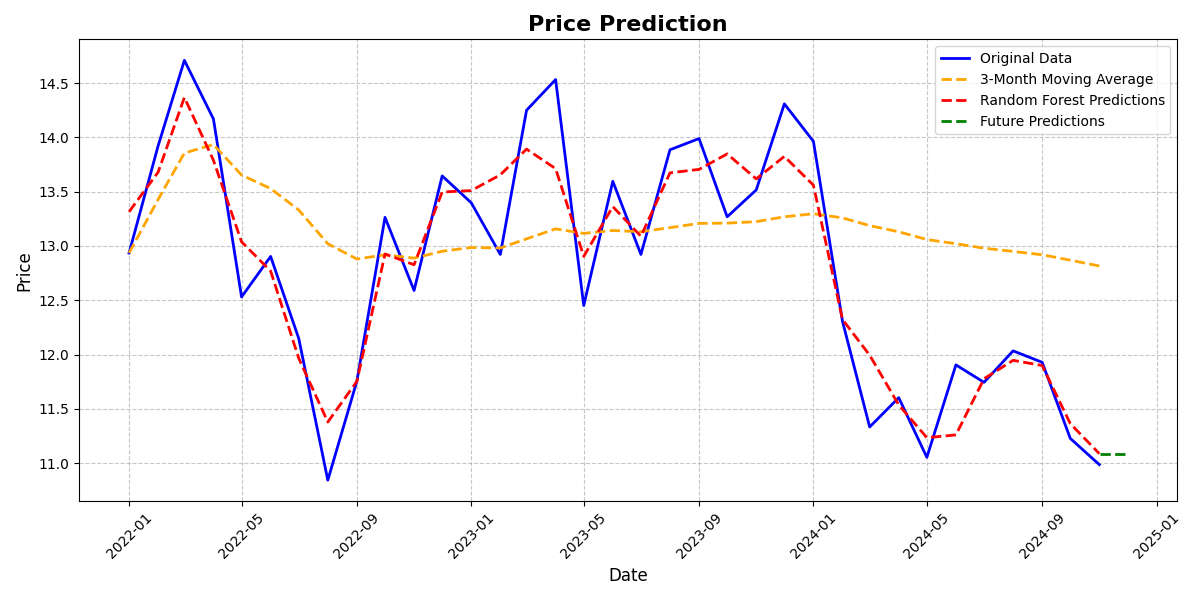 Price Prediction
Original Data
3-Month Moving Average
Random Forest Predictions
Future Predictions
Price
14.5
14.0
13.5
13.0
12.5
12.0
11.5
11.0
2022-01
2022-05
2022-09
2023-01
2023-05
2023-09
2024-01
2024-05
2024-09
2025-01
Date